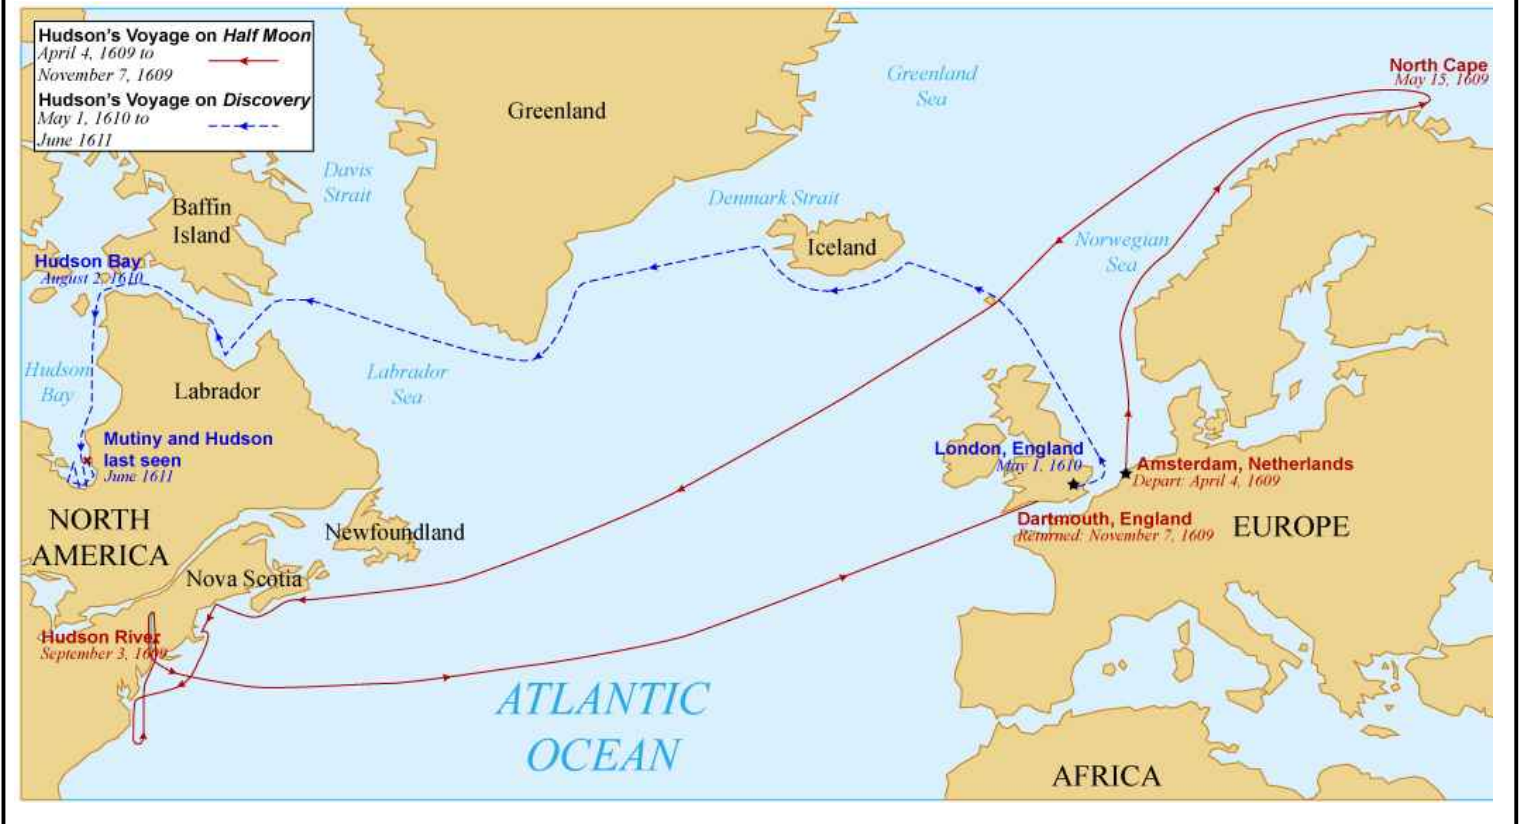 Hudson's Voyage on Half Moon
April 4, 1609 to
November 7, 1609
Hudson's Voyage on Discovery
May 1, 1610 to
June 1611
Greenland
Greenland
Sea
North Cape
May 15, 1609
Davis
Strait
Baffin
Island
Denmark Strait
Iceland
Norwegian
Sea
Hudson Bay
August 2, 1610
Hudson
Bay
Labrador
Labrador
Sea
Mutiny and Hudson
last seen
June 1611
London, England
May 1, 1610
Amsterdam, Netherlands
Depart: April 4, 1609
Dartmouth, England
Returned: November 7, 1609
EUROPE
NORTH
AMERICA
Newfoundland
Nova Scotia
Hudson River
September 3, 1609
ATLANTIC
OCEAN
AFRICA